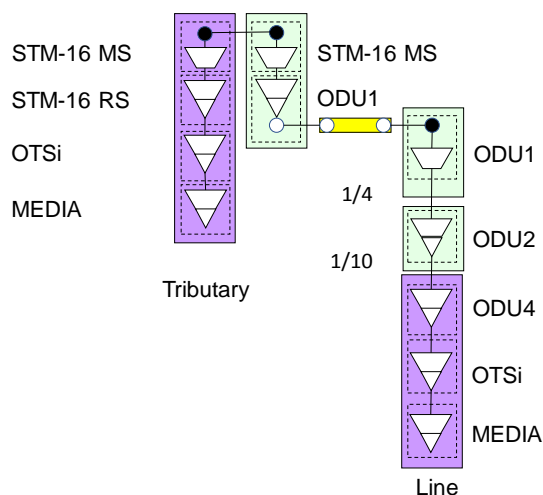 STM-16 MS
STM-16 RS
OTSi
MEDIA
Tributary
STM-16 MS
ODU1
ODU1
1/4
ODU2
1/10
ODU4
OTSi
MEDIA
Line